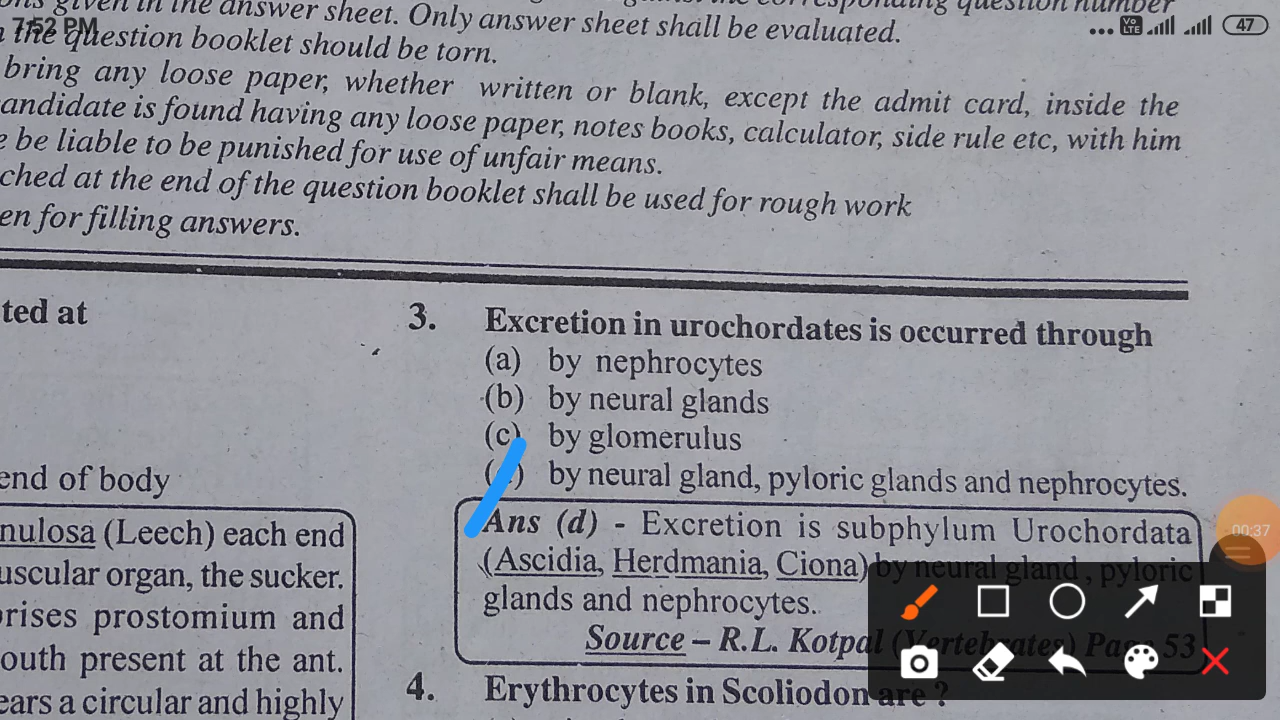 ons given in the answer sheet. Only answer sheet shall be evaluated.
7:52 PM
Vo LTE
47
the question booklet should be torn.
bring any loose paper, whether written or blank, except the admit card, inside the
andidate is found having any loose paper, notes books, calculator, side rule etc, with him
e be liable to be punished for use of unfair means.
ched at the end of the question booklet shall be used for rough work
en for filling answers.
ted at
end of body
nulosa (Leech) each end
uscular organ, the sucker.
prises prostomium and
outh present at the ant.
ears a circular and highly
3. Excretion in urochordates is occurred through
(a) by nephrocytes
(b) by neural glands
(c) by glomerulus
by neural gland, pyloric glands and nephrocytes.
Ans (d) - Excretion is subphylum Urochordata
(Ascidia, Herdmania, Ciona) by neural gland, pyloric
glands and nephrocytes.
Source – R.L. Kotpal (Vertebrates) Page 53
4. Erythrocytes in Scoliodon are ?
00:37